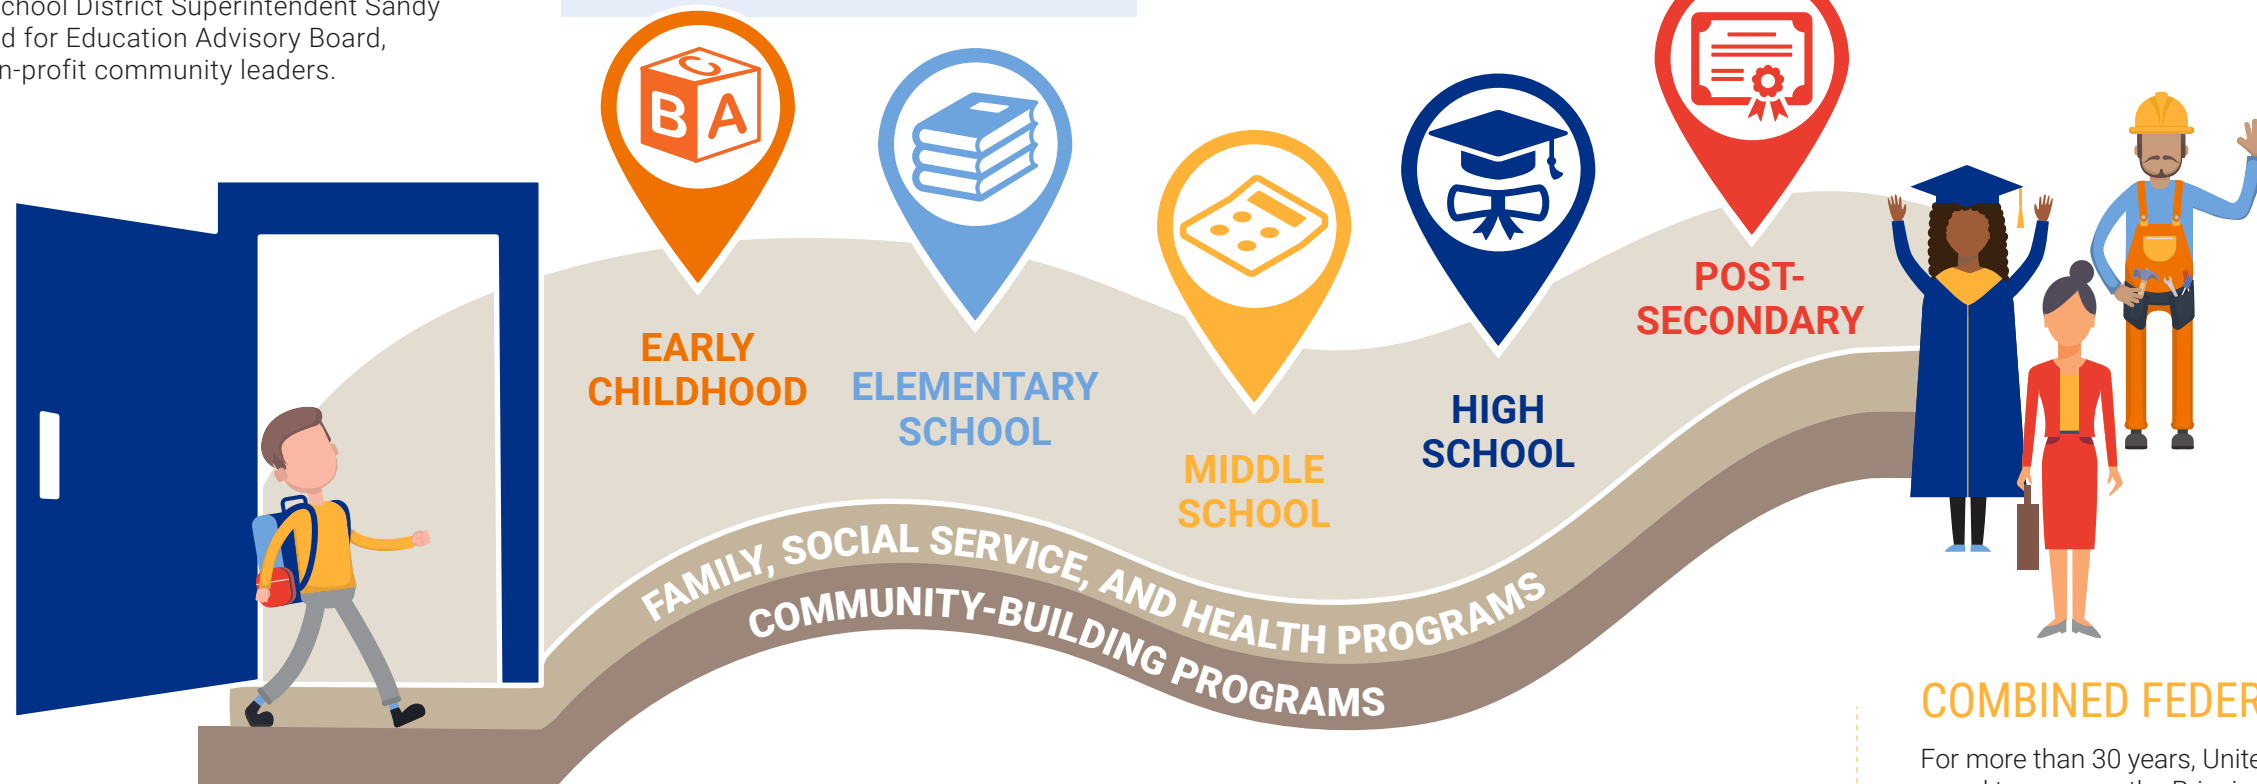 School District Superintendent Sandy
d for Education Advisory Board,
n-profit community leaders.
B
A
C
EARLY
CHILDHOOD
ELEMENTARY
SCHOOL
MIDDLE
SCHOOL
HIGH
SCHOOL
POST-
SECONDARY
FAMILY, SOCIAL SERVICE, AND HEALTH PROGRAMS
COMMUNITY-BUILDING PROGRAMS
COMBINED FEDER
For more than 30 years, Unite